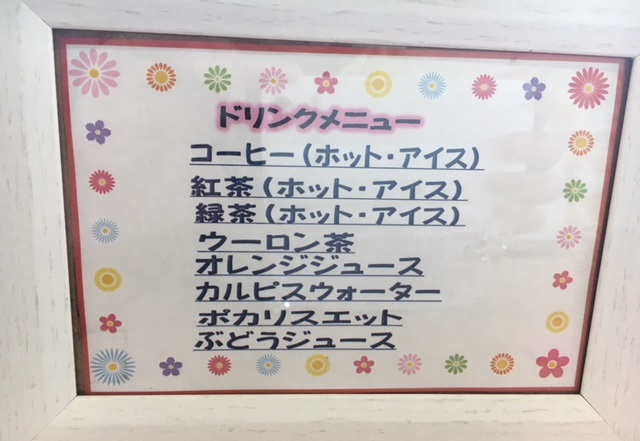 ドリンクメニュー
コーヒー(ホット・アイス)
紅茶(ホット・アイス)
緑茶(ホット・アイス)
ウーロン茶
オレンジジュース
カルピスウォーター
ポカリスエット
ぶどうジュース